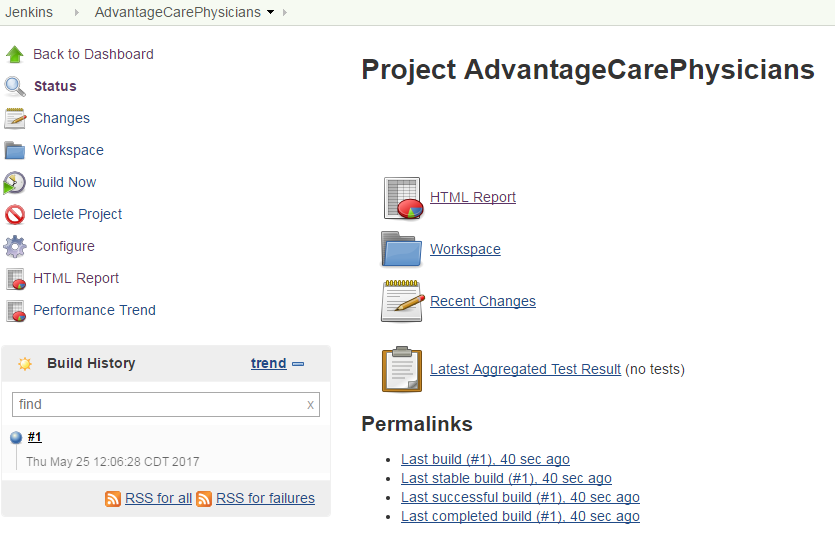 Jenkins AdvantageCarePhysicians
Back to Dashboard
Status
Changes
Workspace
Build Now
Delete Project
Configure
HTML Report
Performance Trend
Build History trend
find x
#1
Thu May 25 12:06:28 CDT 2017
RSS for all RSS for failures
Project AdvantageCarePhysicians
HTML Report
Workspace
Recent Changes
Latest Aggregated Test Result (no tests)
Permalinks
Last build (#1), 40 sec ago
Last stable build (#1), 40 sec ago
Last successful build (#1), 40 sec ago
Last completed build (#1), 40 sec ago